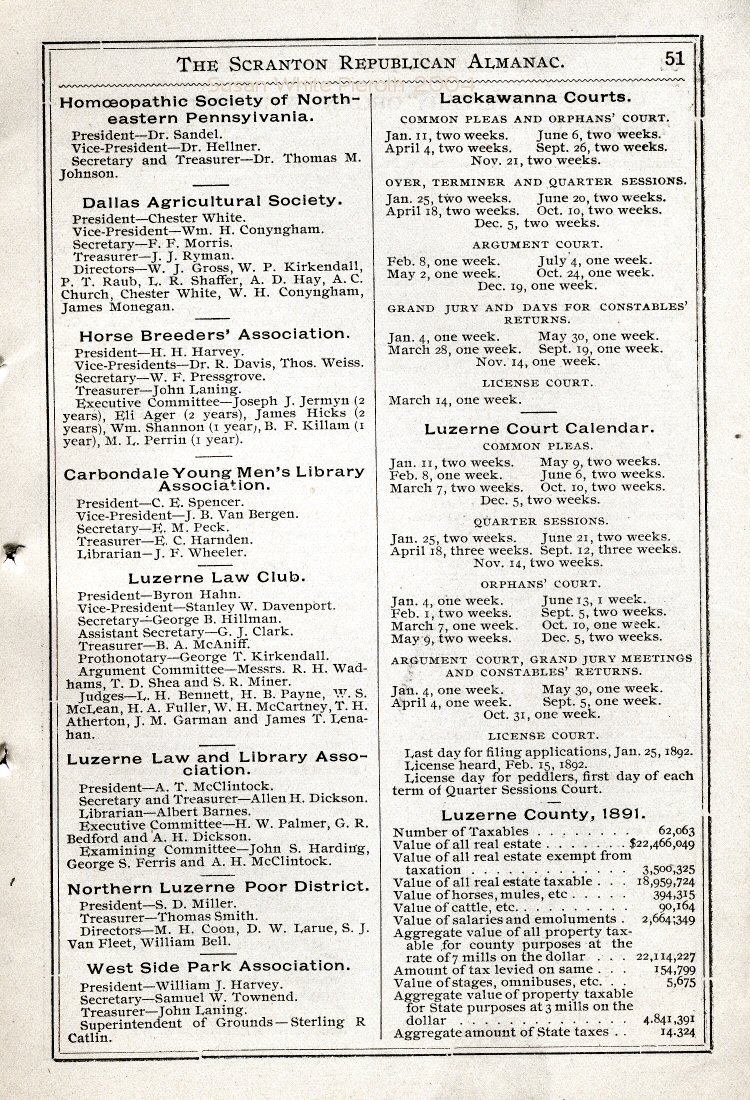 THE SCRANTON REPUBLICAN ALMANAC.
51
Susan White Pieroth 2004
Homœopathic Society of North-
eastern Pennsylvania.
President—Dr. Sandel.
Vice-President—Dr. Hellner.
Secretary and Treasurer—Dr. Thomas M.
Johnson.
Dallas Agricultural Society.
President—Chester White.
Vice-President—Wm. H. Conyngham.
Secretary—F. F. Morris.
Treasurer—J. J. Ryman.
Directors—W. J. Gross, W. P. Kirkendall,
P. T. Raub, L. R. Shaffer, A. D. Hay, A. C.
Church, Chester White, W. H. Conyngham,
James Monegan.
Horse Breeders' Association.
President—H. H. Harvey.
Vice-Presidents—Dr. R. Davis, Thos. Weiss.
Secretary—W. F. Pressgrove.
Treasurer—John Laning.
Executive Committee—Joseph J. Jermyn (2
years), Eli Ager (2 years), James Hicks (2
years), Wm. Shannon (1 year), B. F. Killam (1
year), M. L. Perrin (1 year).
Carbondale Young Men's Library
Association.
President—C. E. Spencer.
Vice-President—J. B. Van Bergen.
Secretary—E. M. Peck.
Treasurer—E. C. Harnden.
Librarian—J. F. Wheeler.
Luzerne Law Club.
President—Byron Hahn.
Vice-President—Stanley W. Davenport.
Secretary—George B. Hillman.
Assistant Secretary—G. J. Clark.
Treasurer—B. A. McAniff.
Prothonotary—George T. Kirkendall.
Argument Committee—Messrs. R. H. Wad-
hams, T. D. Shea and S. R. Miner.
Judges—L. H. Bennett, H. B. Payne, W. S.
McLean, H. A. Fuller, W. H. McCartney, T. H.
Atherton, J. M. Garman and James T. Lena-
han.
Luzerne Law and Library Asso-
ciation.
President—A. T. McClintock.
Secretary and Treasurer—Allen H. Dickson.
Librarian—Albert Barnes.
Executive Committee—H. W. Palmer, G. R.
Bedford and A. H. Dickson.
Examining Committee—John S. Harding,
George S. Ferris and A. H. McClintock.
Northern Luzerne Poor District.
President—S. D. Miller.
Treasurer—Thomas Smith.
Directors—M. H. Coon, D. W. Larue, S. J.
Van Fleet, William Bell.
West Side Park Association.
President—William J. Harvey.
Secretary—Samuel W. Townend.
Treasurer—John Laning.
Superintendent of Grounds—Sterling R
Catlin.
Lackawanna Courts.
COMMON PLEAS AND ORPHANS' COURT.
Jan. 11, two weeks. June 6, two weeks.
April 4, two weeks. Sept. 26, two weeks.
Nov. 21, two weeks.
OYER, TERMINER AND QUARTER SESSIONS.
Jan. 25, two weeks. June 20, two weeks.
April 18, two weeks. Oct. 10, two weeks.
Dec. 5, two weeks.
ARGUMENT COURT.
Feb. 8, one week. July 4, one week.
May 2, one week. Oct. 24, one week.
Dec. 19, one week.
GRAND JURY AND DAYS FOR CONSTABLES'
RETURNS.
Jan. 4, one week. May 30, one week.
March 28, one week. Sept. 19, one week.
Nov. 14, one week.
LICENSE COURT.
March 14, one week.
Luzerne Court Calendar.
COMMON PLEAS.
Jan. 11, two weeks. May 9, two weeks.
Feb. 8, one week. June 6, two weeks.
March 7, two weeks. Oct. 10, two weeks.
Dec. 5, two weeks.
QUARTER SESSIONS.
Jan. 25, two weeks. June 21, two weeks.
April 18, three weeks. Sept. 12, three weeks.
Nov. 14, two weeks.
ORPHANS' COURT.
Jan. 4, one week. June 13, 1 week.
Feb. 1, two weeks. Sept. 5, two weeks.
March 7, one week. Oct. 10, one week.
May 9, two weeks. Dec. 5, two weeks.
ARGUMENT COURT, GRAND JURY MEETINGS
AND CONSTABLES' RETURNS.
Jan. 4, one week. May 30, one week.
April 4, one week. Sept. 5, one week.
Oct. 31, one week.
LICENSE COURT.
Last day for filing applications, Jan. 25, 1892.
License heard, Feb. 15, 1892.
License day for peddlers, first day of each
term of Quarter Sessions Court.
Luzerne County, 1891.
Number of Taxables . . . . . . . . 62,063
Value of all real estate . . . . . . . $22,466,049
Value of all real estate exempt from
taxation . . . . . . . . . . . . . 3,506,325
Value of all real estate taxable . . . 18,959,724
Value of horses, mules, etc . . . . . 394,315
Value of cattle, etc. . . . . . . . . . 90,164
Value of salaries and emoluments . 2,664,349
Aggregate value of all property tax-
able for county purposes at the
rate of 7 mills on the dollar . . . 22,114,227
Amount of tax levied on same . . . 154,799
Value of stages, omnibuses, etc. . . 5,675
Aggregate value of property taxable
for State purposes at 3 mills on the
dollar . . . . . . . . . . . . . . 4,841,391
Aggregate amount of State taxes . . 14,324